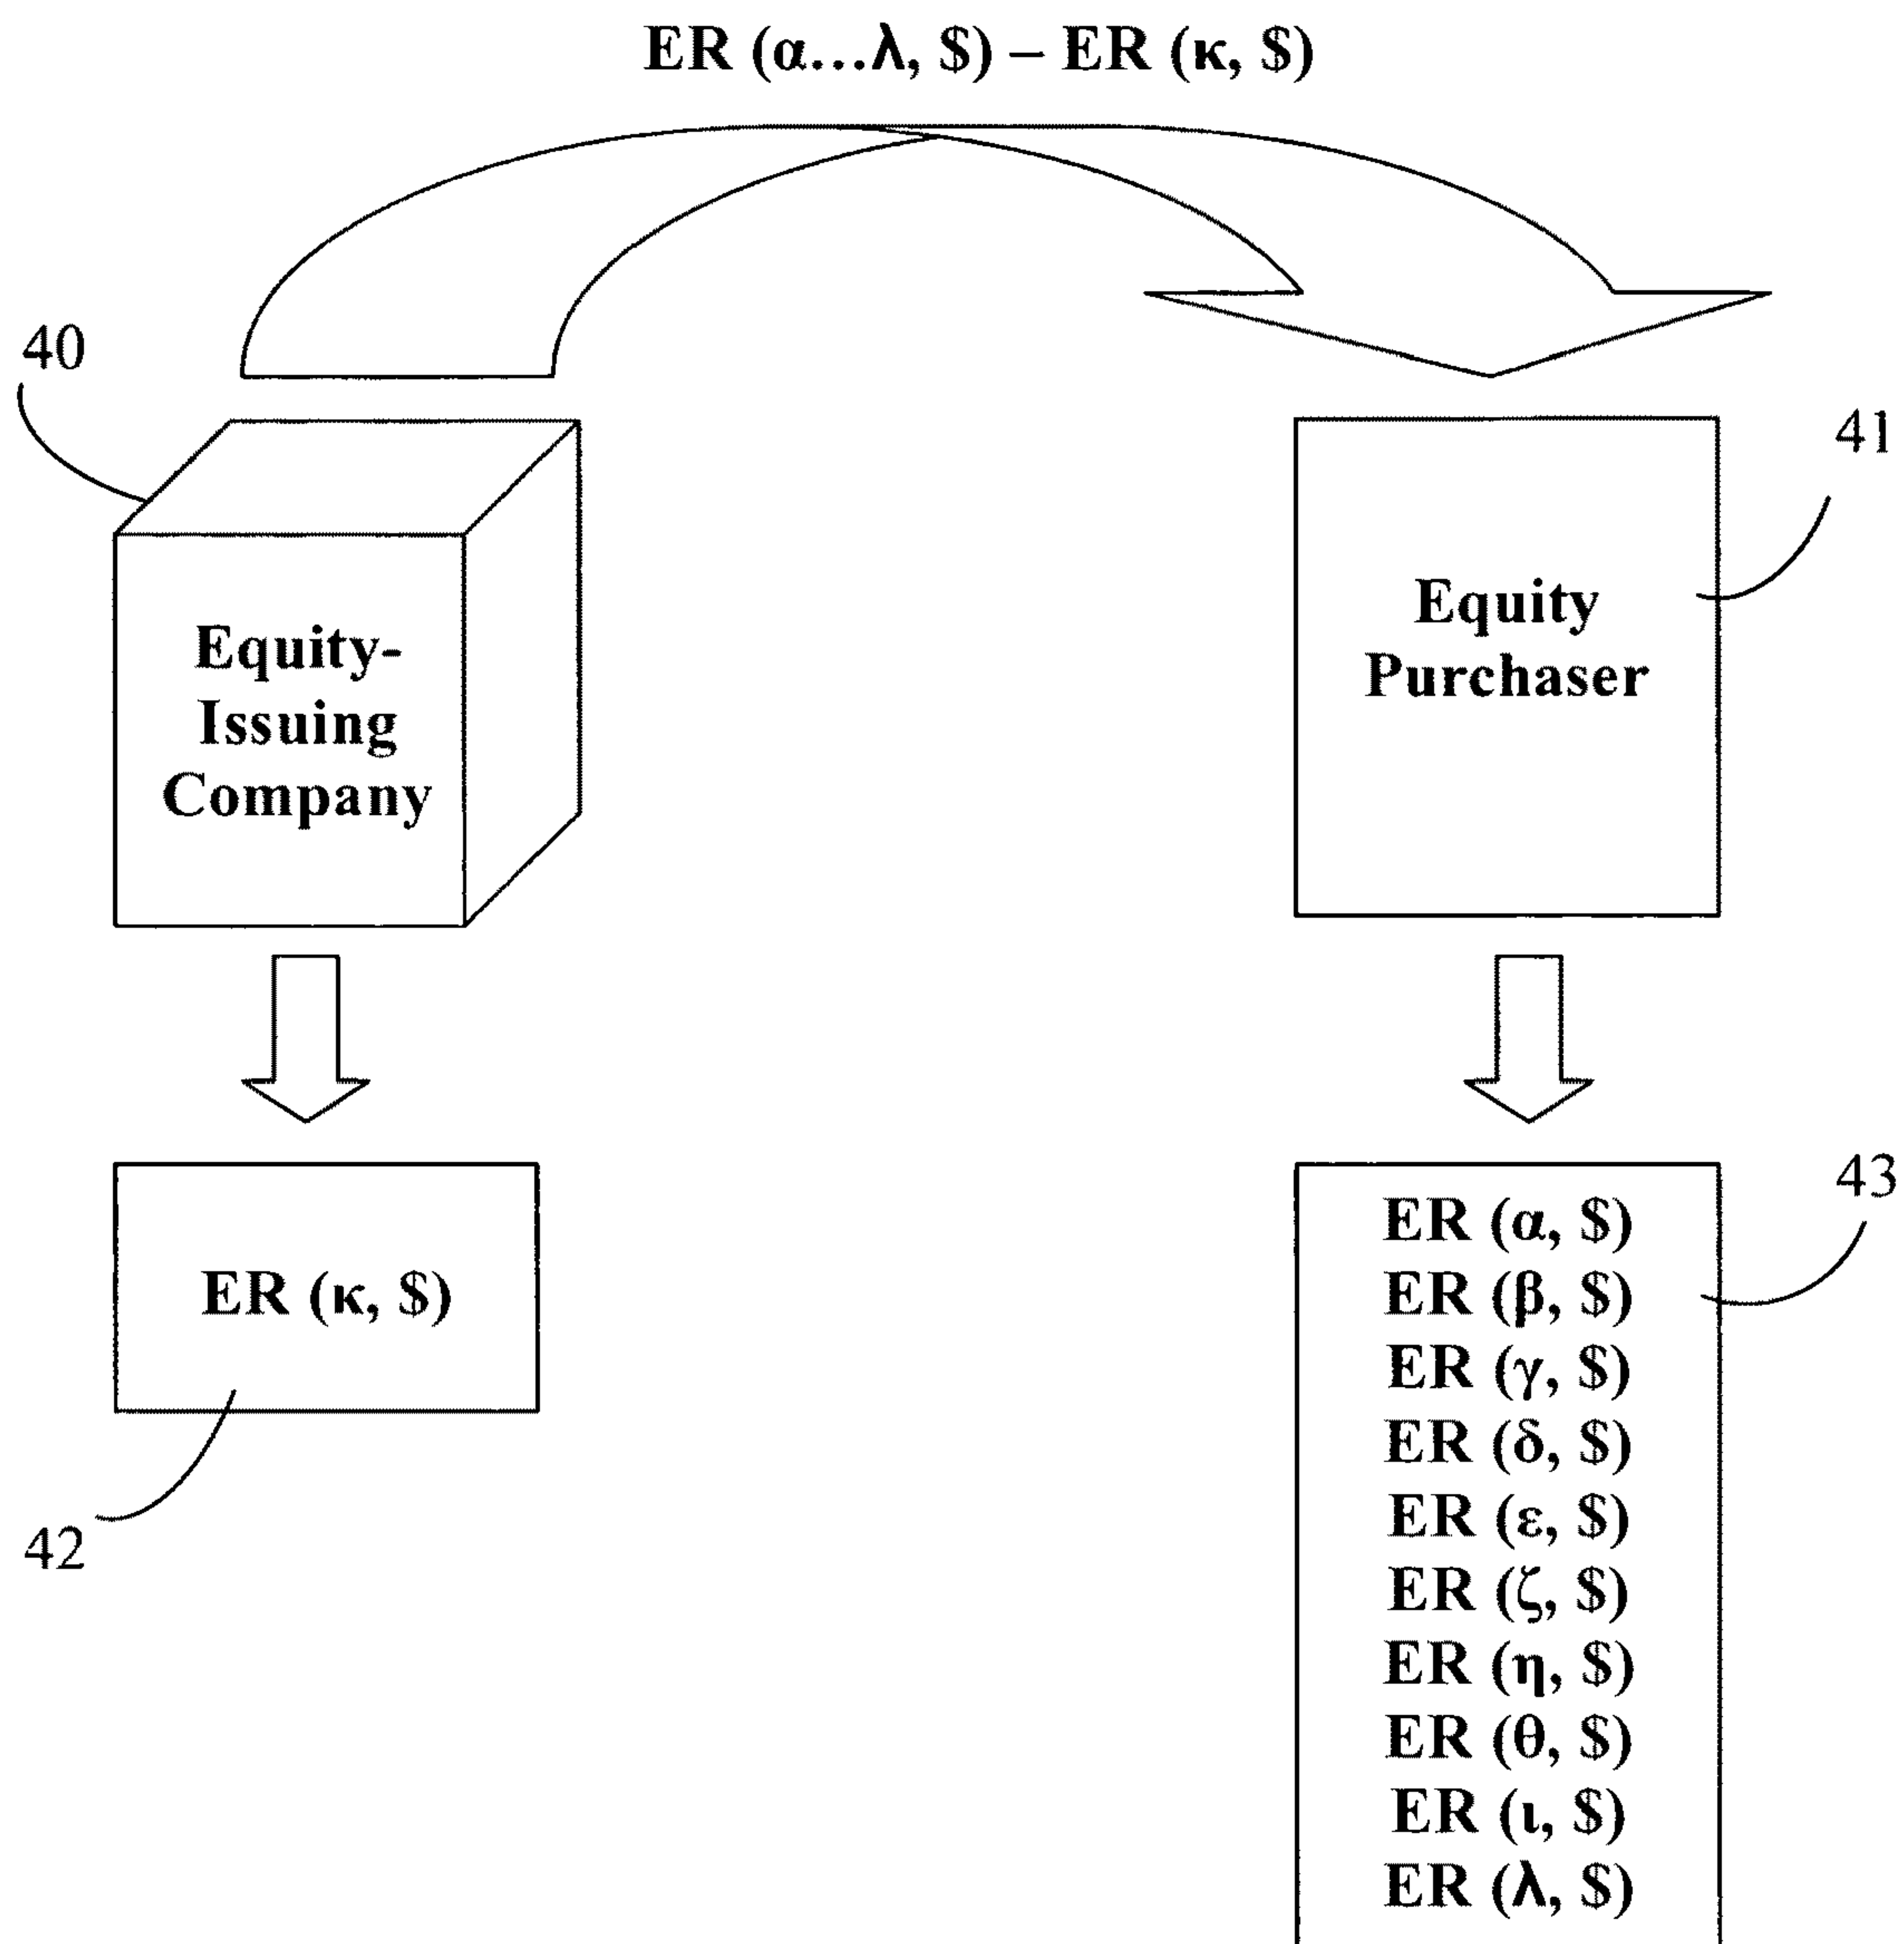 ER (α…λ, $) – ER (κ, $)
40
41
Equity-
Issuing
Company
Equity
Purchaser
ER (κ, $)
42
43
ER (α, $)
ER (β, $)
ER (γ, $)
ER (δ, $)
ER (ε, $)
ER (ζ, $)
ER (η, $)
ER (θ, $)
ER (ι, $)
ER (λ, $)